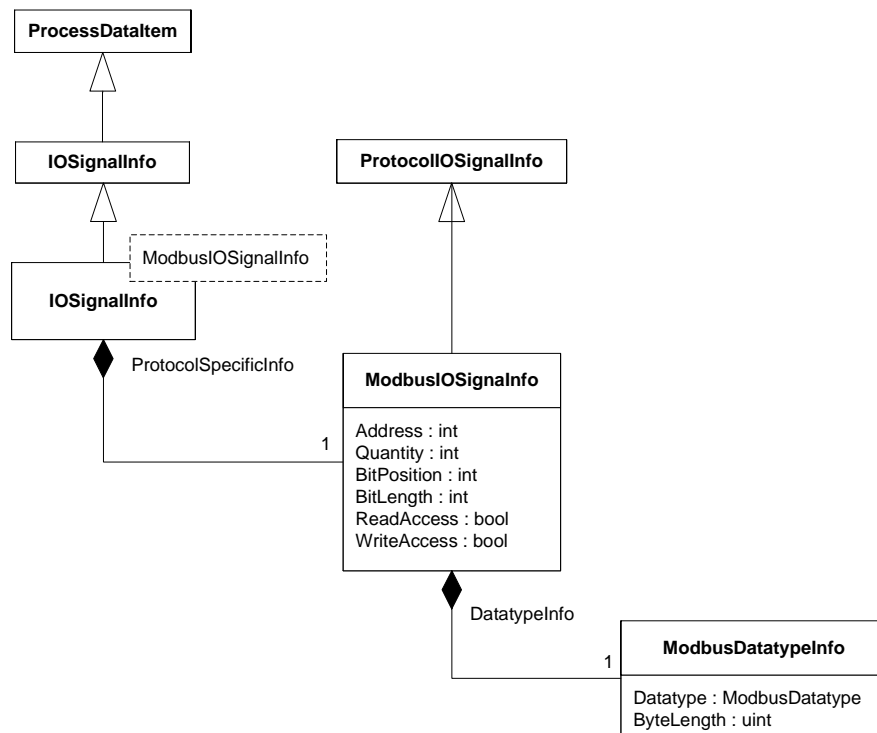 ProcessDataItem
IOSignalInfo
ProtocolIOSignalInfo
ModbusIOSignalInfo
IOSignalInfo
ProtocolSpecificInfo
1
ModbusIOSignaInfo
Address : int
Quantity : int
BitPosition : int
BitLength : int
ReadAccess : bool
WriteAccess : bool
DatatypeInfo
1
ModbusDatatypeInfo
Datatype : ModbusDatatype
ByteLength : uint